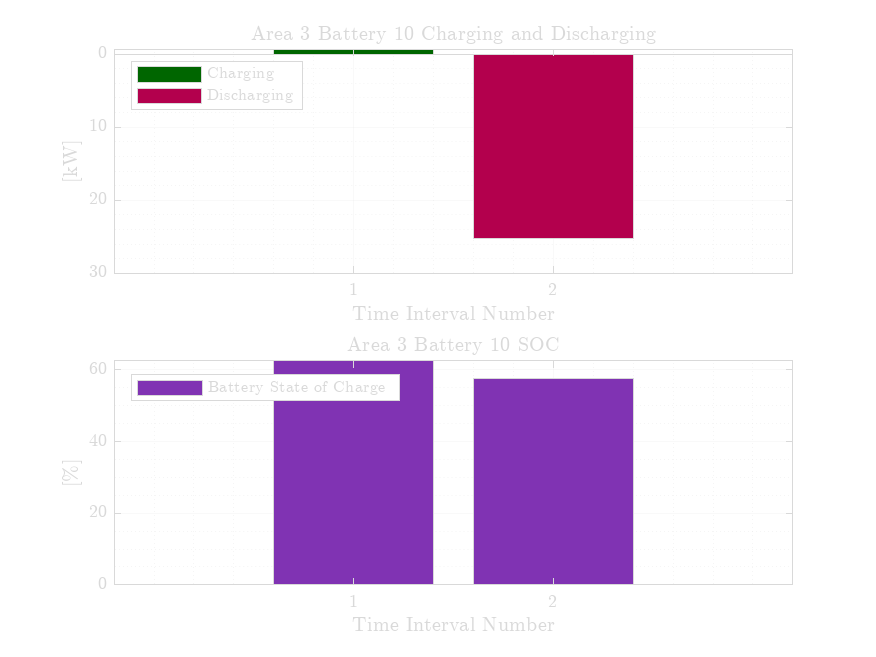 Area 3 Battery 10 Charging and Discharging
0
Charging
Discharging
10
[kW]
20
30
1 2
Time Interval Number
Area 3 Battery 10 SOC
60
Battery State of Charge
40
[%]
20
0
1 2
Time Interval Number